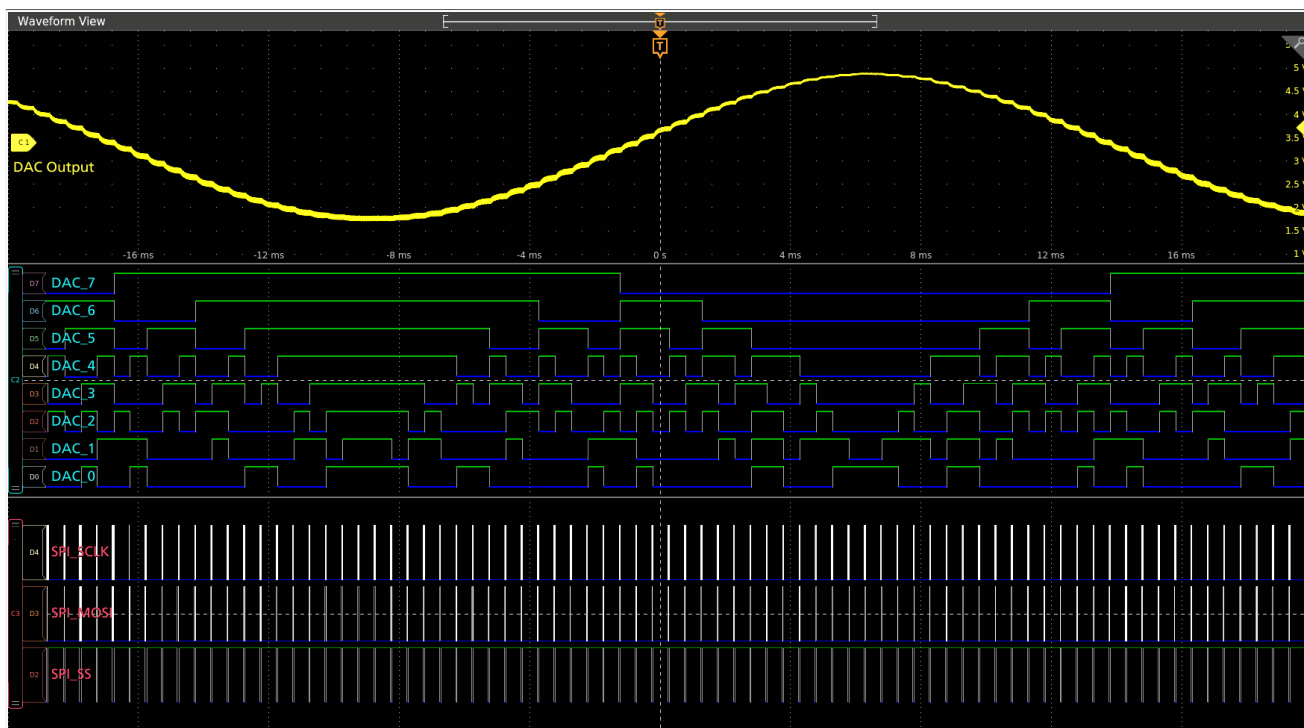 Waveform View
T
T
5 V
4.5 V
4 V
3.5 V
3 V
2.5 V
2 V
1.5 V
1 V
C 1
DAC Output
-16 ms -12 ms -8 ms -4 ms 0 s 4 ms 8 ms 12 ms 16 ms
D7 DAC_7
D6 DAC_6
D5 DAC_5
D4 DAC_4
C2
D3 DAC_3
D2 DAC_2
D1 DAC_1
D0 DAC_0
D4 SPI_SCLK
C3 D3 SPI_MOSI
D2 SPI_SS